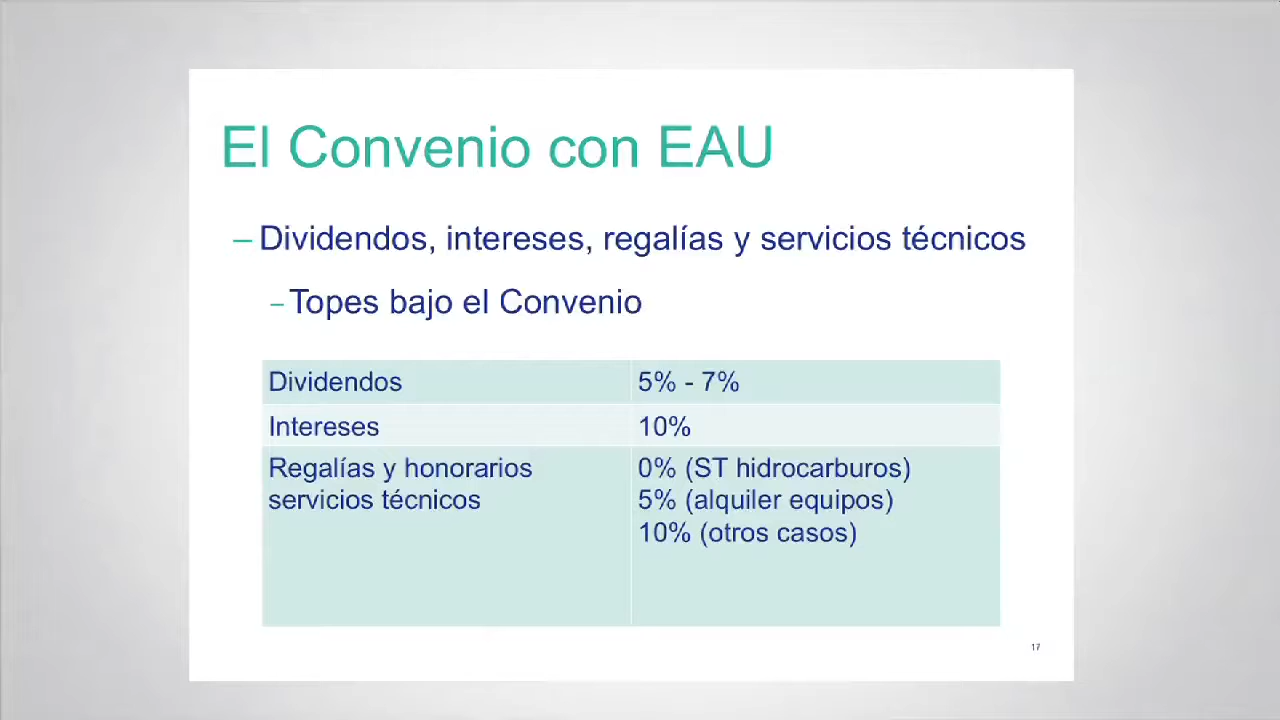 El Convenio con EAU
– Dividendos, intereses, regalías y servicios técnicos
– Topes bajo el Convenio
Dividendos 5% - 7%
Intereses 10%
Regalías y honorarios 0% (ST hidrocarburos)
servicios técnicos 5% (alquiler equipos)
10% (otros casos)
17